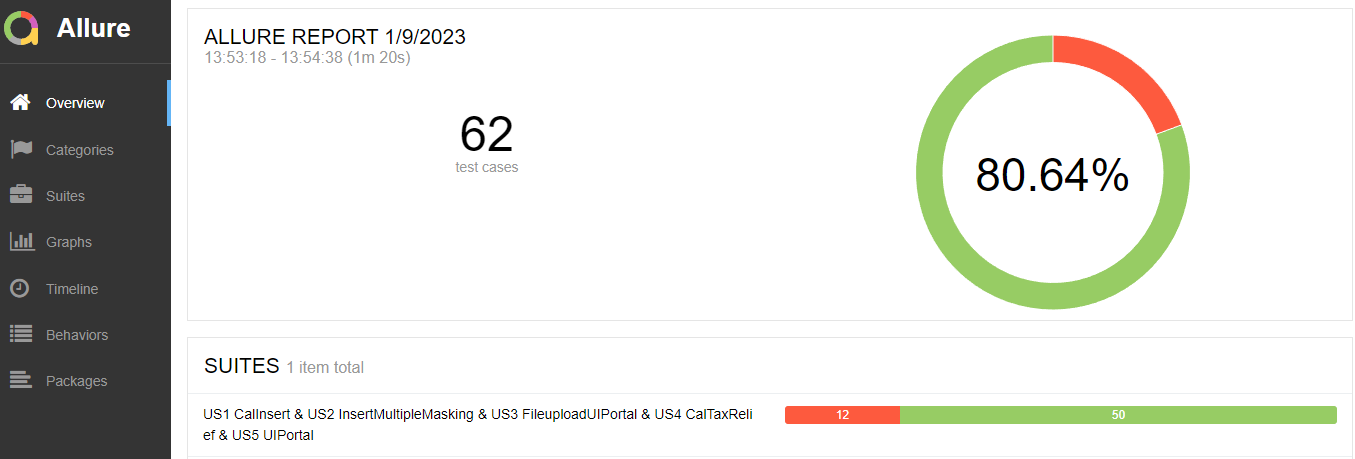 Allure
Overview
Categories
Suites
Graphs
Timeline
Behaviors
Packages
ALLURE REPORT 1/9/2023
13:53:18 - 13:54:38 (1m 20s)
62
test cases
80.64%
SUITES 1 item total
US1 CalInsert & US2 InsertMultipleMasking & US3 FileuploadUIPortal & US4 CalTaxReli
ef & US5 UIPortal
12 50